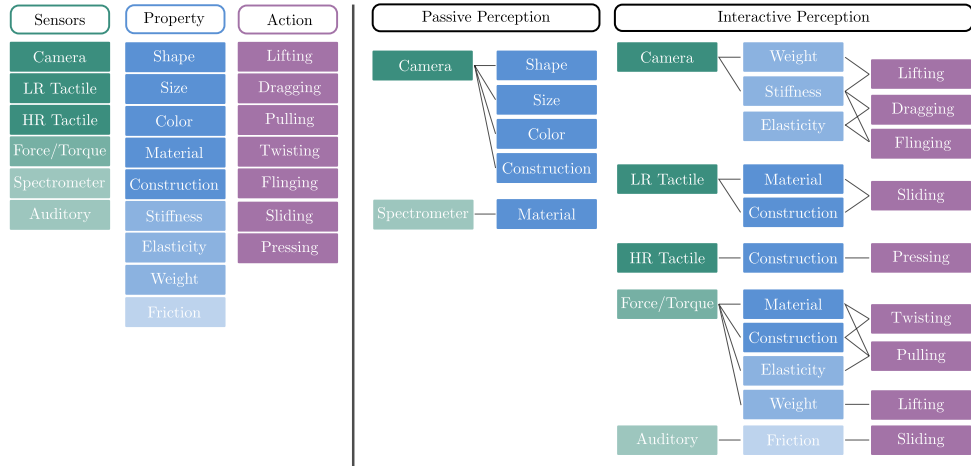 Sensors
Camera
LR Tactile
HR Tactile
Force/Torque
Spectrometer
Auditory
Property
Shape
Size
Color
Material
Construction
Stiffness
Elasticity
Weight
Friction
Action
Lifting
Dragging
Pulling
Twisting
Flinging
Sliding
Pressing
Passive Perception
Camera
Shape
Size
Color
Construction
Spectrometer
Material
Interactive Perception
Camera
Weight
Stiffness
Elasticity
Lifting
Dragging
Flinging
LR Tactile
Material
Construction
Sliding
HR Tactile
Construction
Pressing
Force/Torque
Material
Construction
Elasticity
Weight
Twisting
Pulling
Lifting
Auditory
Friction
Sliding